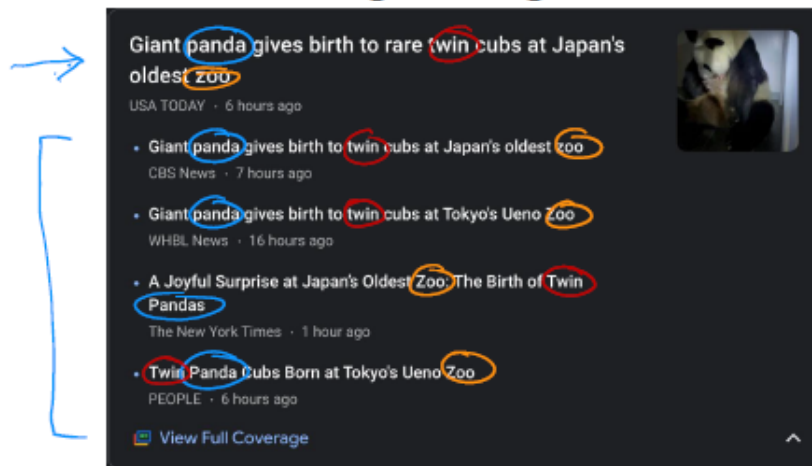 Giant panda gives birth to rare twin cubs at Japan's
oldest zoo
USA TODAY · 6 hours ago
• Giant panda gives birth to twin cubs at Japan's oldest zoo
CBS News · 7 hours ago
• Giant panda gives birth to twin cubs at Tokyo's Ueno Zoo
WHBL News · 16 hours ago
• A Joyful Surprise at Japan's Oldest Zoo: The Birth of Twin
Pandas
The New York Times · 1 hour ago
• Twin Panda Cubs Born at Tokyo's Ueno Zoo
PEOPLE · 6 hours ago
View Full Coverage